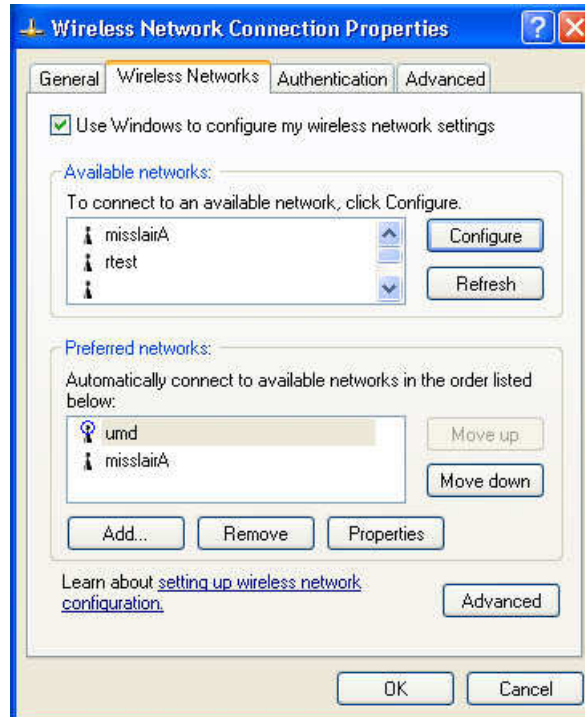 Wireless Network Connection Properties
General Wireless Networks Authentication Advanced
Use Windows to configure my wireless network settings
Available networks:
To connect to an available network, click Configure.
misslairA
rtest
Configure
Refresh
Preferred networks:
Automatically connect to available networks in the order listed
below:
umd
misslairA
Move up
Move down
Add... Remove Properties
Learn about setting up wireless network
configuration.
Advanced
OK Cancel